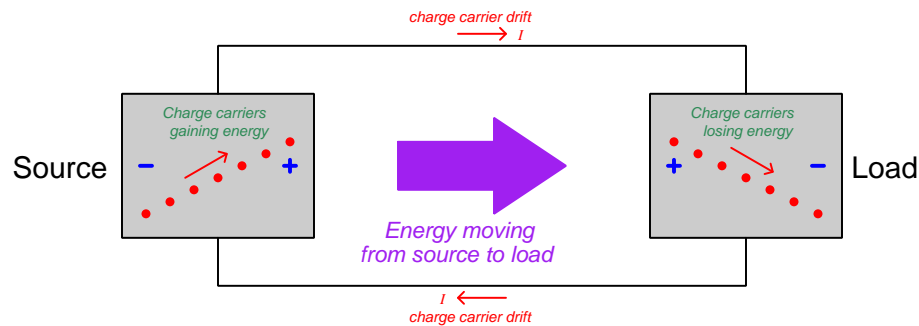 charge carrier drift
I
Charge carriers
gaining energy
Charge carriers
losing energy
Source
−
+
+
−
Load
Energy moving
from source to load
I
charge carrier drift